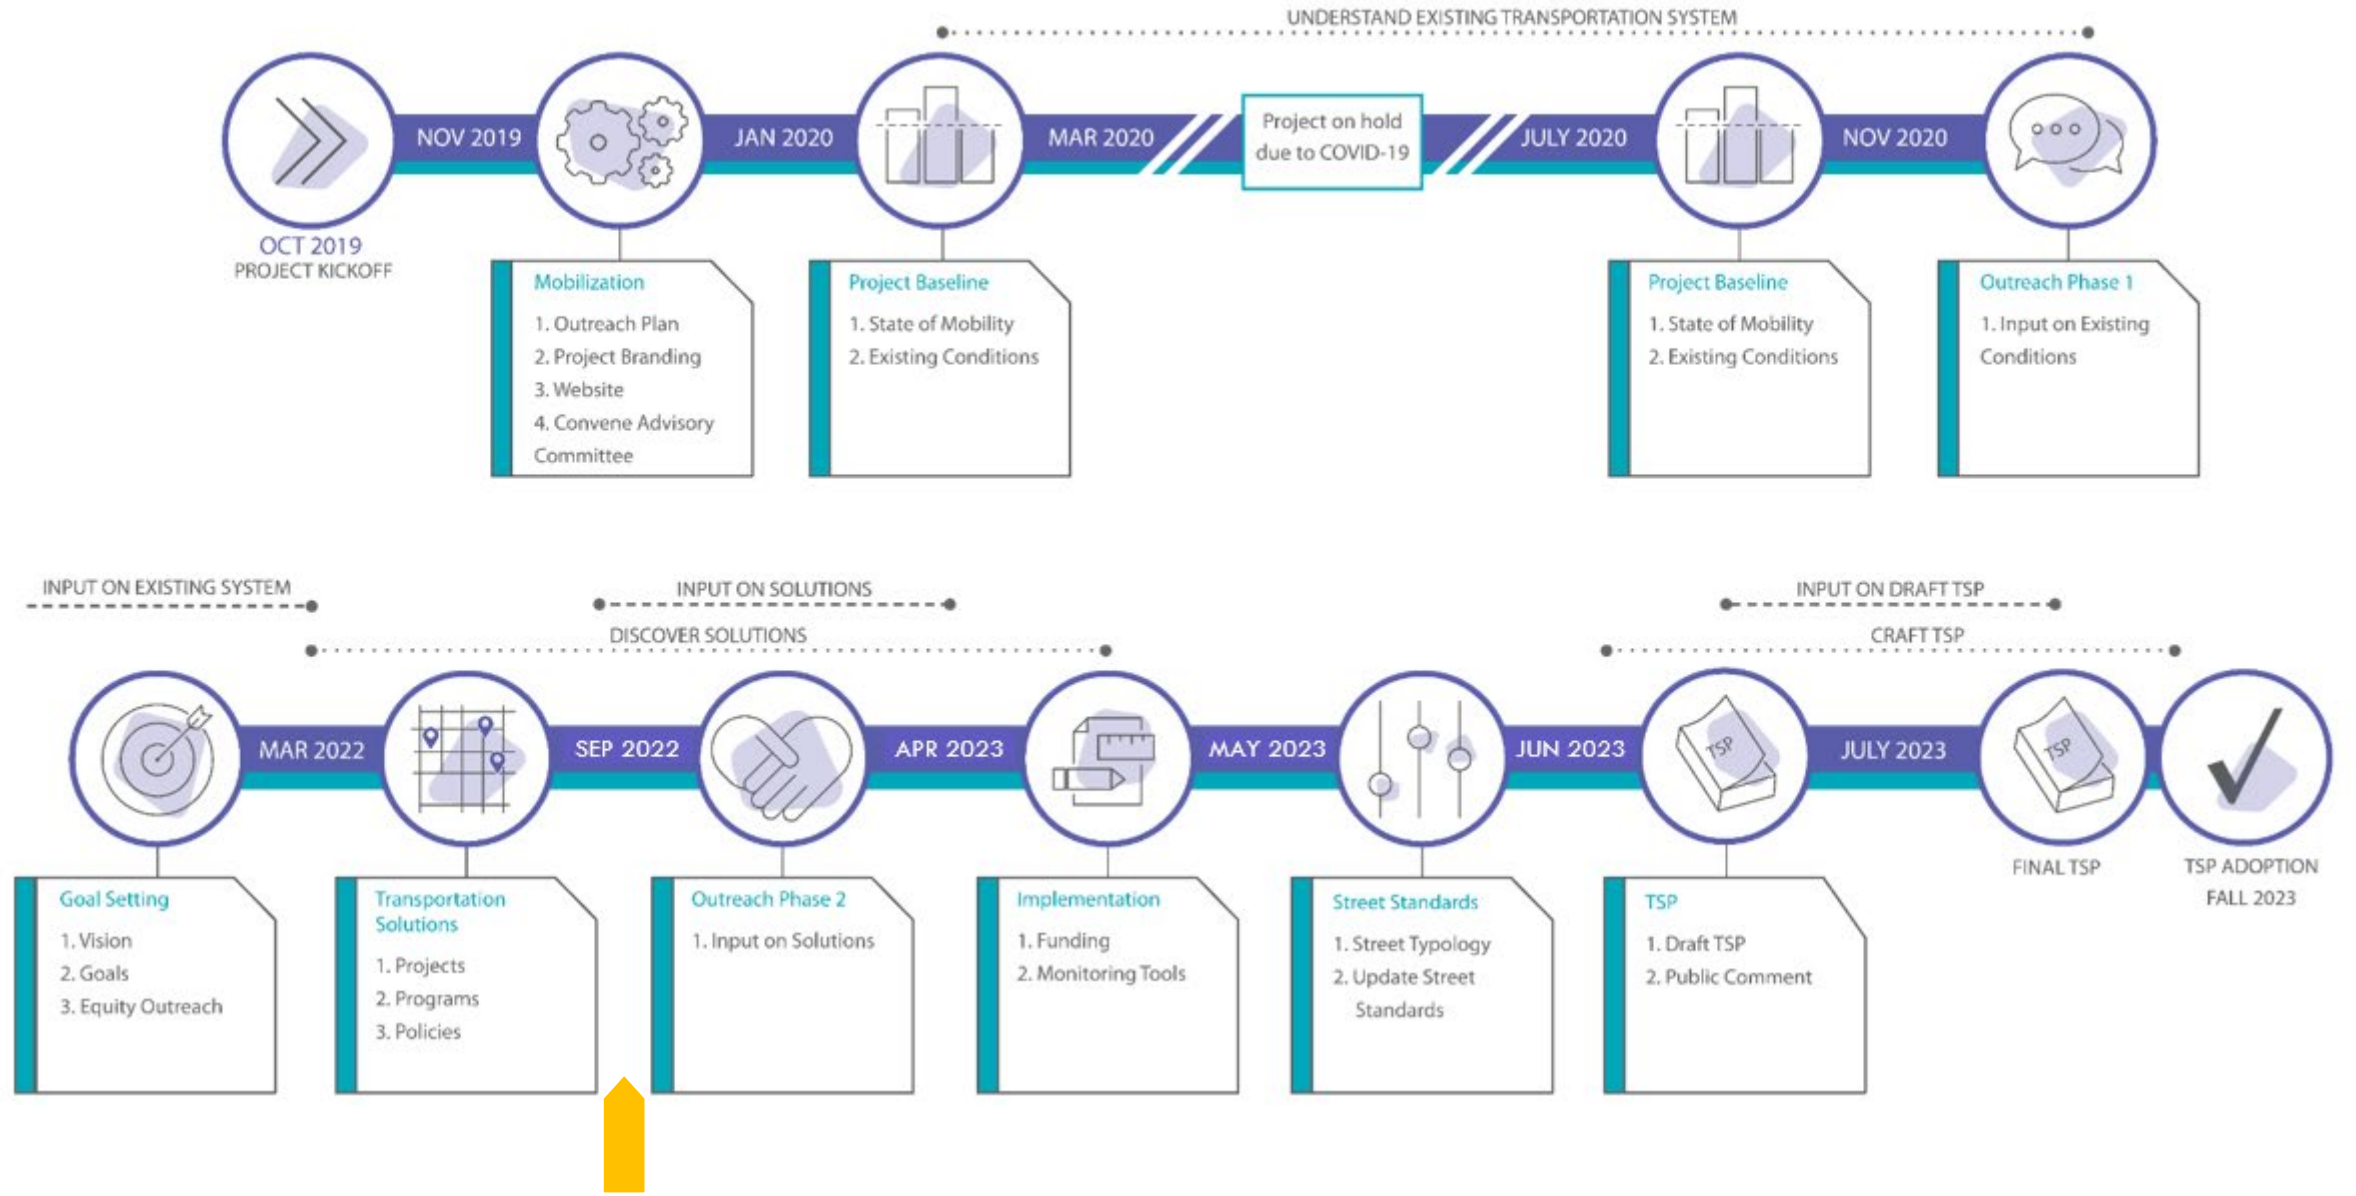 UNDERSTAND EXISTING TRANSPORTATION SYSTEM
NOV 2019
JAN 2020
MAR 2020
Project on hold
due to COVID-19
JULY 2020
NOV 2020
OCT 2019
PROJECT KICKOFF
Mobilization
1. Outreach Plan
2. Project Branding
3. Website
4. Convene Advisory
Committee
Project Baseline
1. State of Mobility
2. Existing Conditions
Project Baseline
1. State of Mobility
2. Existing Conditions
Outreach Phase 1
1. Input on Existing
Conditions
INPUT ON EXISTING SYSTEM
INPUT ON SOLUTIONS
INPUT ON DRAFT TSP
DISCOVER SOLUTIONS
CRAFT TSP
MAR 2022
SEP 2022
APR 2023
MAY 2023
JUN 2023
TSP
JULY 2023
TSP
FINAL TSP
TSP ADOPTION
FALL 2023
Goal Setting
1. Vision
2. Goals
3. Equity Outreach
Transportation
Solutions
1. Projects
2. Programs
3. Policies
Outreach Phase 2
1. Input on Solutions
Implementation
1. Funding
2. Monitoring Tools
Street Standards
1. Street Typology
2. Update Street
Standards
TSP
1. Draft TSP
2. Public Comment